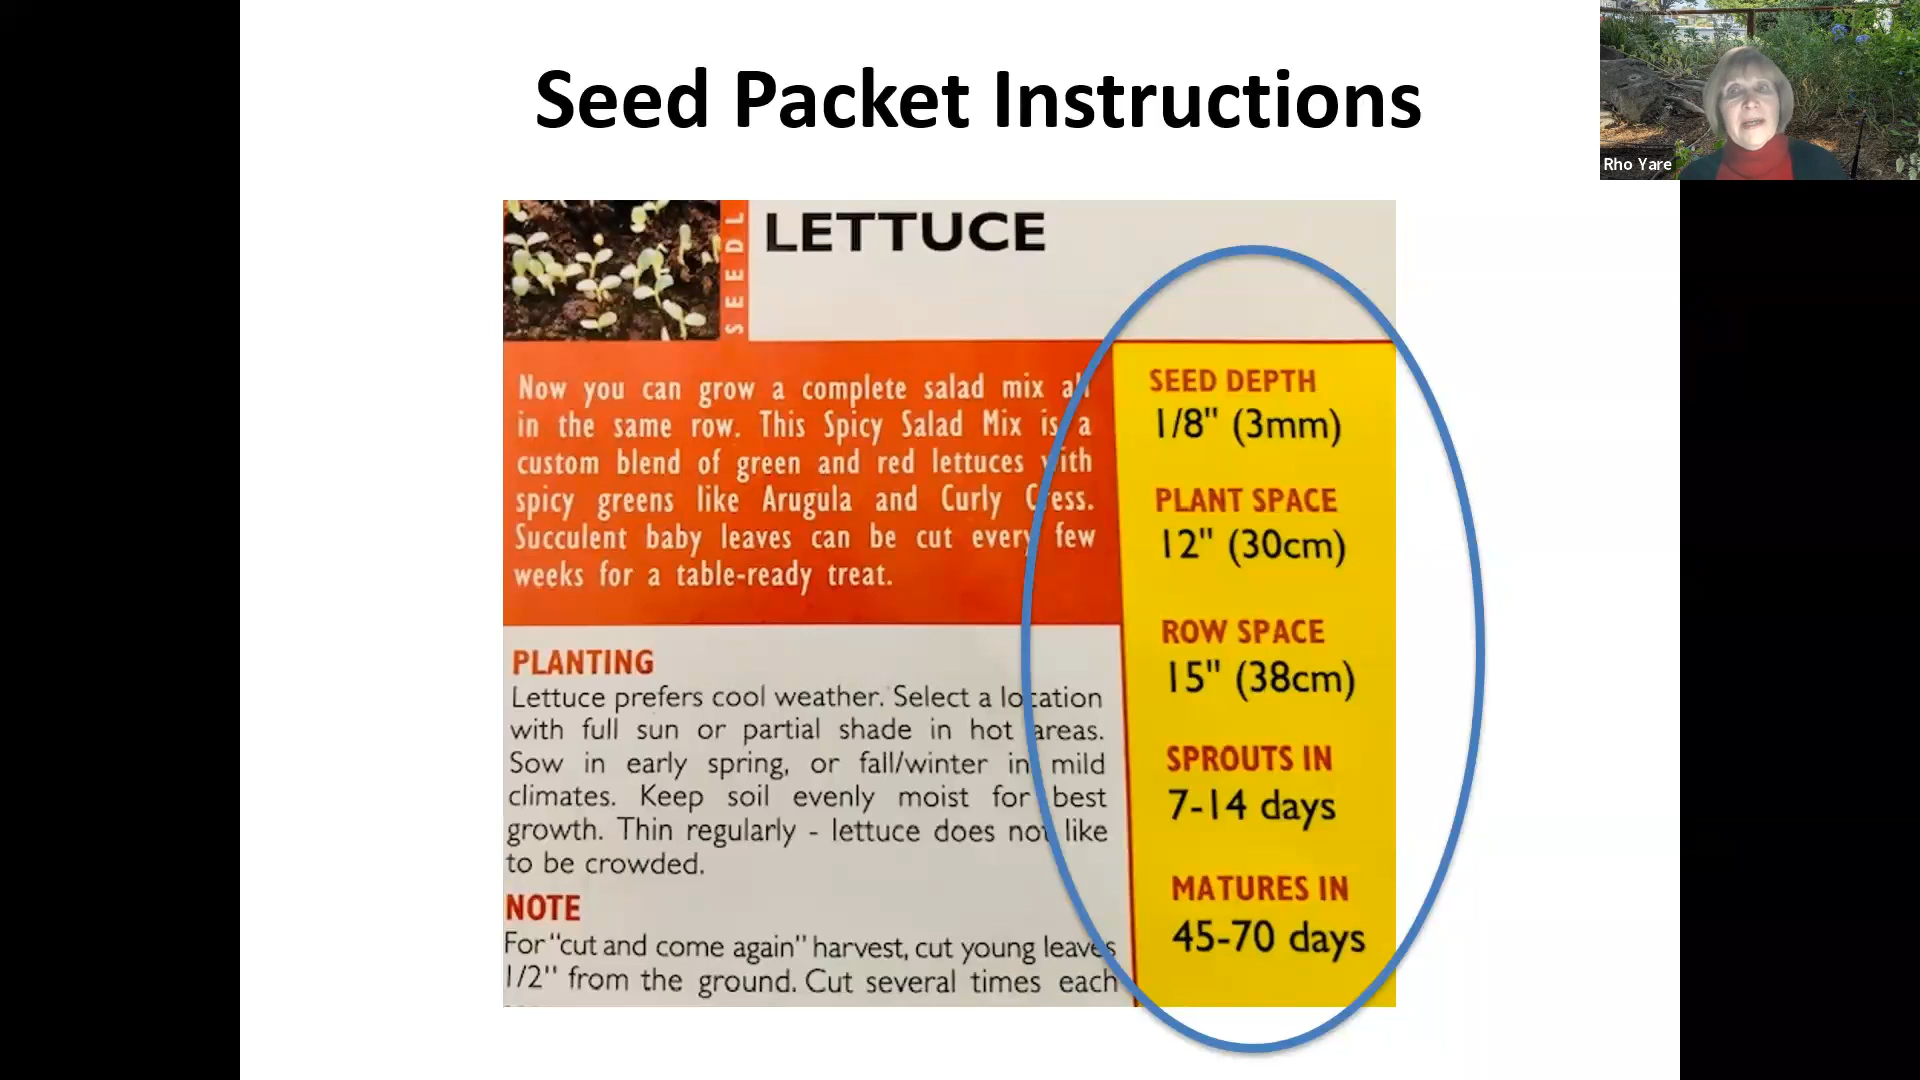 Seed Packet Instructions
Rho Yare
SEEDL
LETTUCE
Now you can grow a complete salad mix all
in the same row. This Spicy Salad Mix is a
custom blend of green and red lettuces with
spicy greens like Arugula and Curly Cress.
Succulent baby leaves can be cut every few
weeks for a table-ready treat.
PLANTING
Lettuce prefers cool weather. Select a location
with full sun or partial shade in hot areas.
Sow in early spring, or fall/winter in mild
climates. Keep soil evenly moist for best
growth. Thin regularly - lettuce does not like
to be crowded.
NOTE
For "cut and come again" harvest, cut young leaves
1/2" from the ground. Cut several times each
SEED DEPTH
1/8" (3mm)
PLANT SPACE
12" (30cm)
ROW SPACE
15" (38cm)
SPROUTS IN
7-14 days
MATURES IN
45-70 days